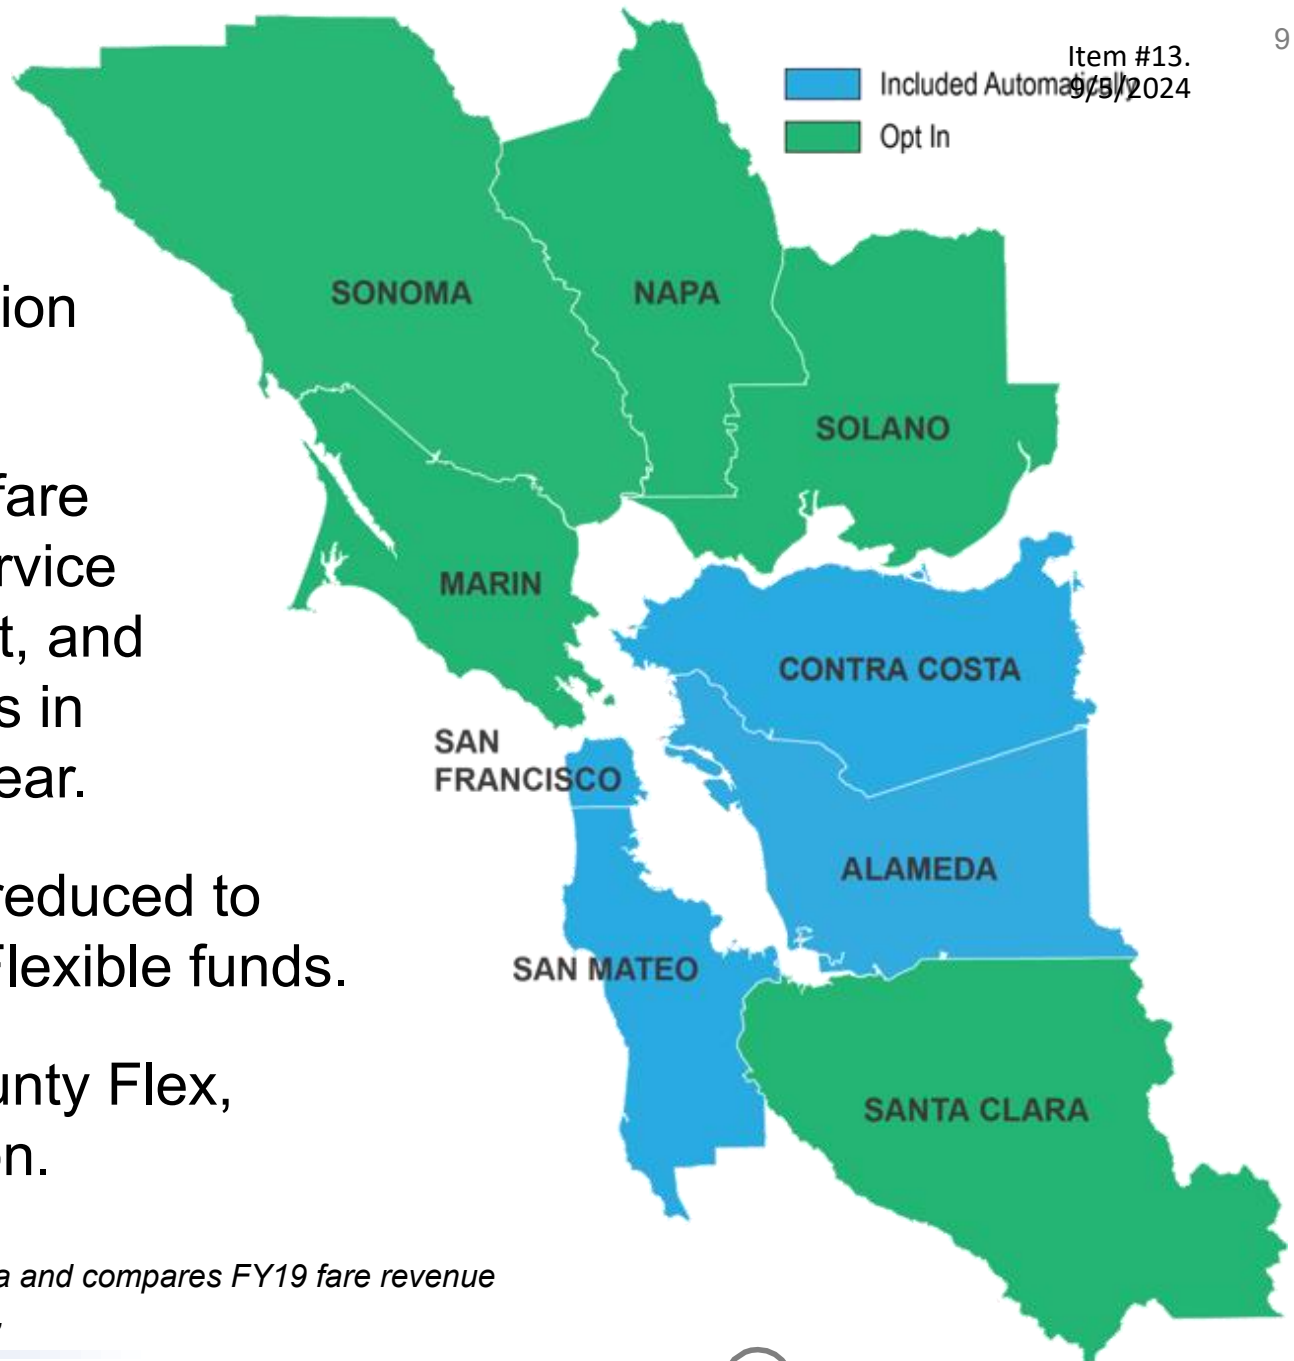 9
Item #13.
9/5/2024
Included Automatically
Opt In
SONOMA
NAPA
SOLANO
MARIN
CONTRA COSTA
SAN
FRANCISCO
ALAMEDA
SAN MATEO
SANTA CLARA
ion
fare
rvice
t, and
s in
ear.
reduced to
Flexible funds.
unty Flex,
on.
a and compares FY19 fare revenue